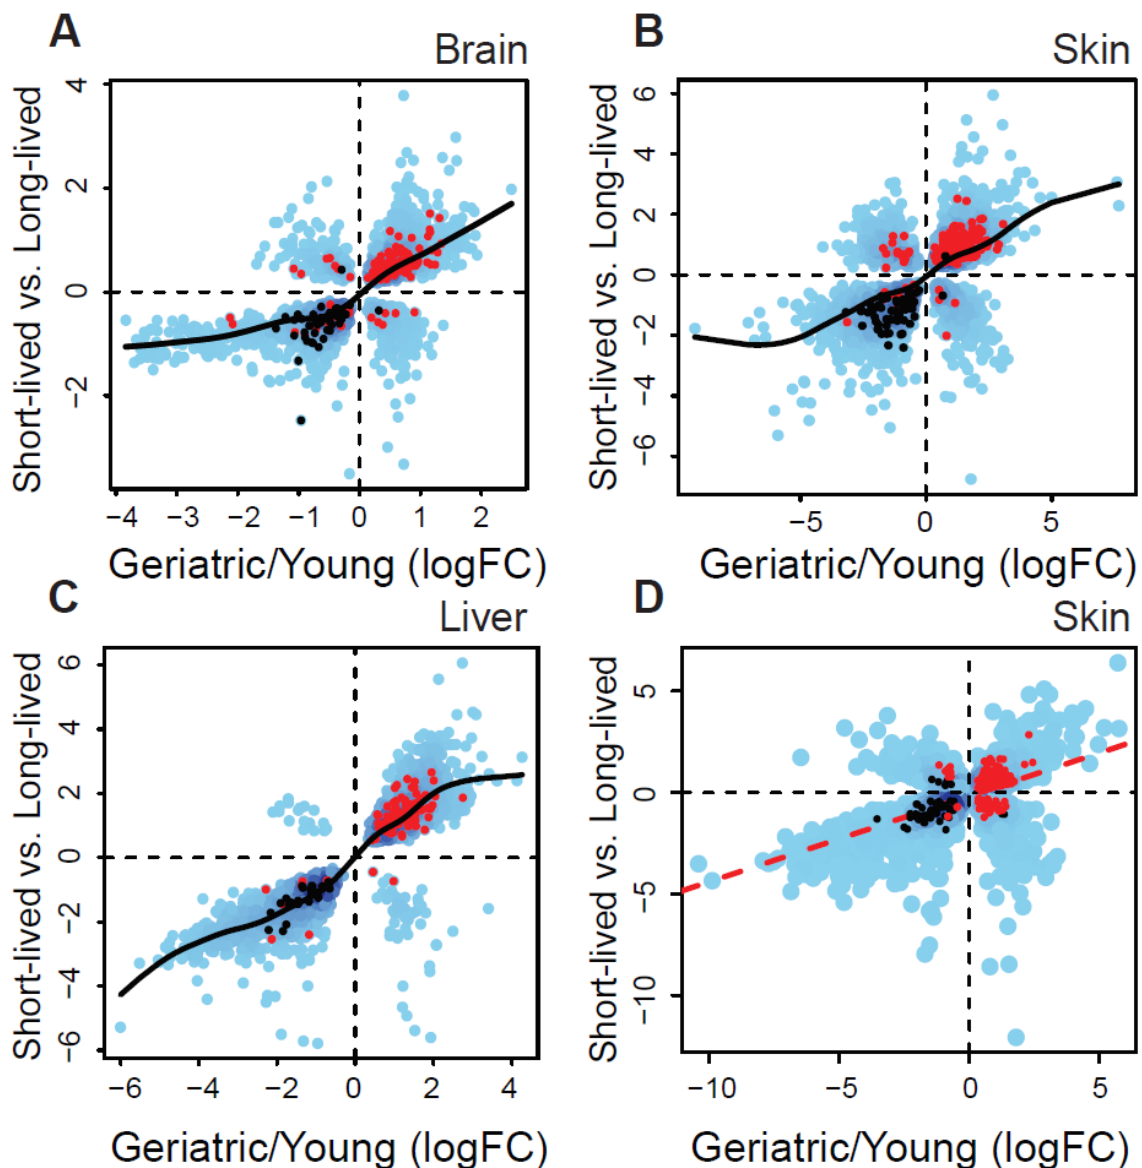 A
Brain
Short-lived vs. Long-lived
4
2
0
−2
−4 −3 −2 −1 0 1 2
Geriatric/Young (logFC)
B
Skin
Short-lived vs. Long-lived
6
4
2
0
−2
−4
−6
−5 0 5
Geriatric/Young (logFC)
C
Liver
Short-lived vs. Long-lived
6
4
2
0
−2
−4
−6
−6 −4 −2 0 2 4
Geriatric/Young (logFC)
D
Skin
Short-lived vs. Long-lived
5
0
−5
−10
−10 −5 0 5
Geriatric/Young (logFC)